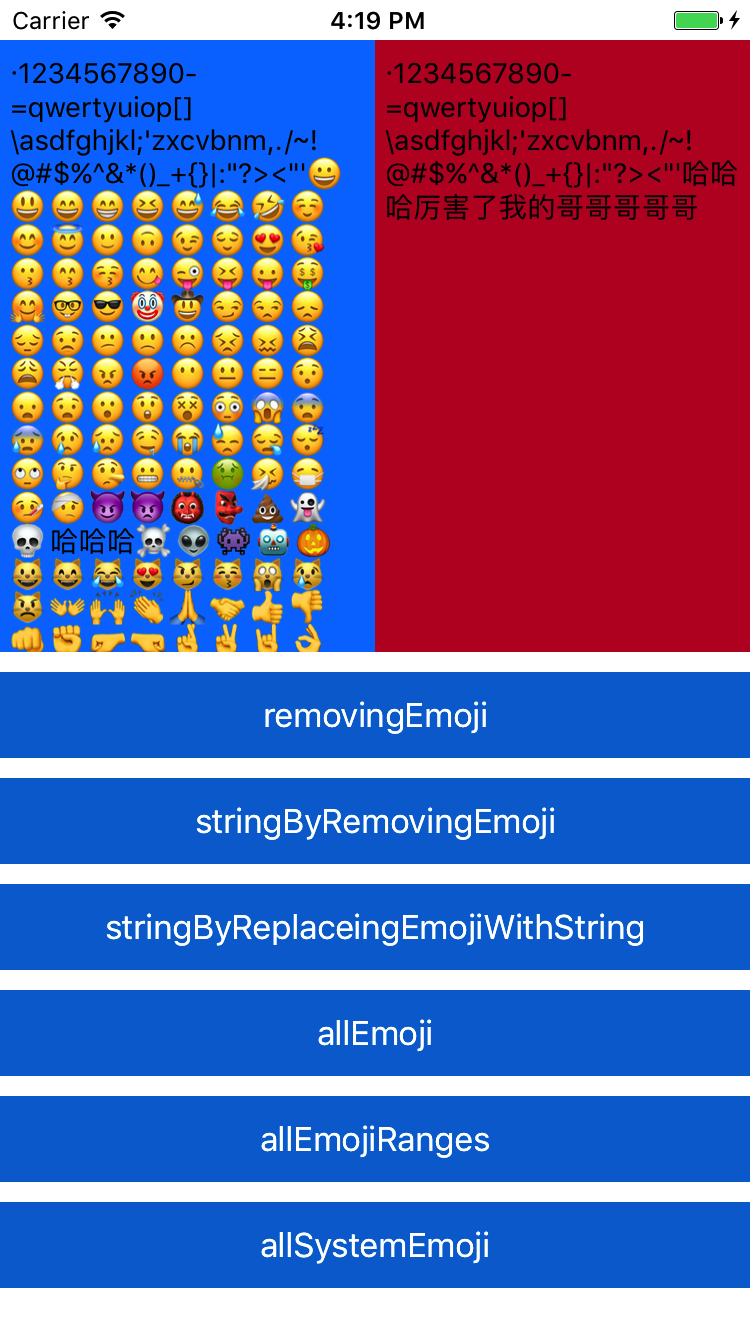 Carrier 4:19 PM
·1234567890-
=qwertyuiop[]
\asdfghjkl;'zxcvbnm,./~!
@#$%^&*()_+{}|:"?><"'😀
😃😄😁😆😅😂🤣☺️
😊😇🙂🙃😉😌😍😘
😗😙😚😋😜😝😛🤑
🤗🤓😎🤡🤠😏😒😞
😔😟😕🙁☹️😣😖😫
😩😤😠😡😶😐😑😯
😦😧😮😲😵😳😱😨
😰😢😥🤤😭😓😪😴
🙄🤔🤥😬🤐🤢🤧😷
🤒🤕😈👿👹👺💩👻
💀哈哈哈☠️👽👾🤖🎃
😺😸😹😻😼😽🙀😿
😾👐🙌👏🙏🤝👍👎
👊✊🤛🤜🤞✌️🤘👌
·1234567890-
=qwertyuiop[]
\asdfghjkl;'zxcvbnm,./~!
@#$%^&*()_+{}|:"?><"'哈哈
哈厉害了我的哥哥哥哥哥
removingEmoji
stringByRemovingEmoji
stringByReplaceingEmojiWithString
allEmoji
allEmojiRanges
allSystemEmoji